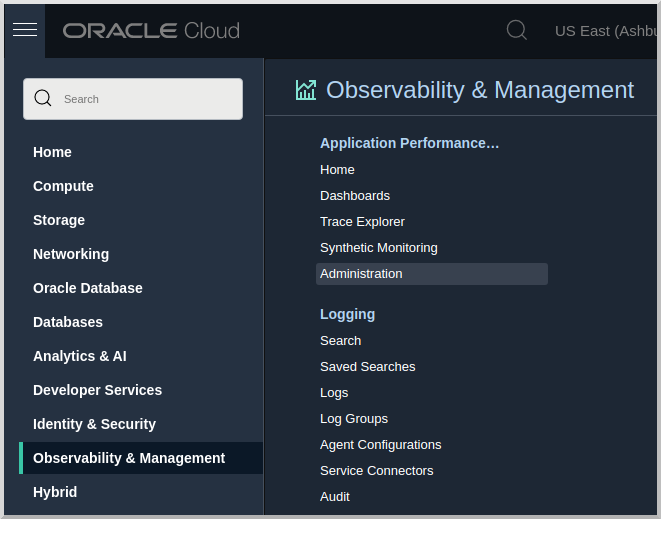 ORACLE Cloud
US East (Ashbu
Search
Home
Compute
Storage
Networking
Oracle Database
Databases
Analytics & AI
Developer Services
Identity & Security
Observability & Management
Hybrid
Observability & Management
Application Performance…
Home
Dashboards
Trace Explorer
Synthetic Monitoring
Administration
Logging
Search
Saved Searches
Logs
Log Groups
Agent Configurations
Service Connectors
Audit